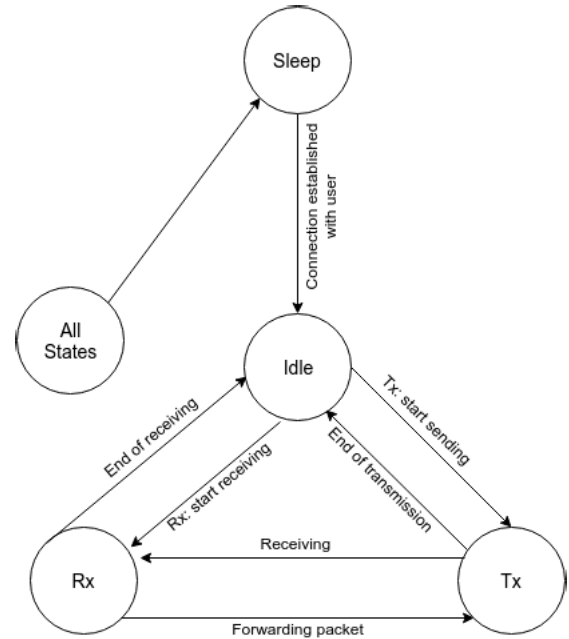 Sleep
Connection established
with user
All
States
Idle
Tx: start sending
End of receiving
End of transmission
Rx: start receiving
Receiving
Rx
Tx
Forwarding packet